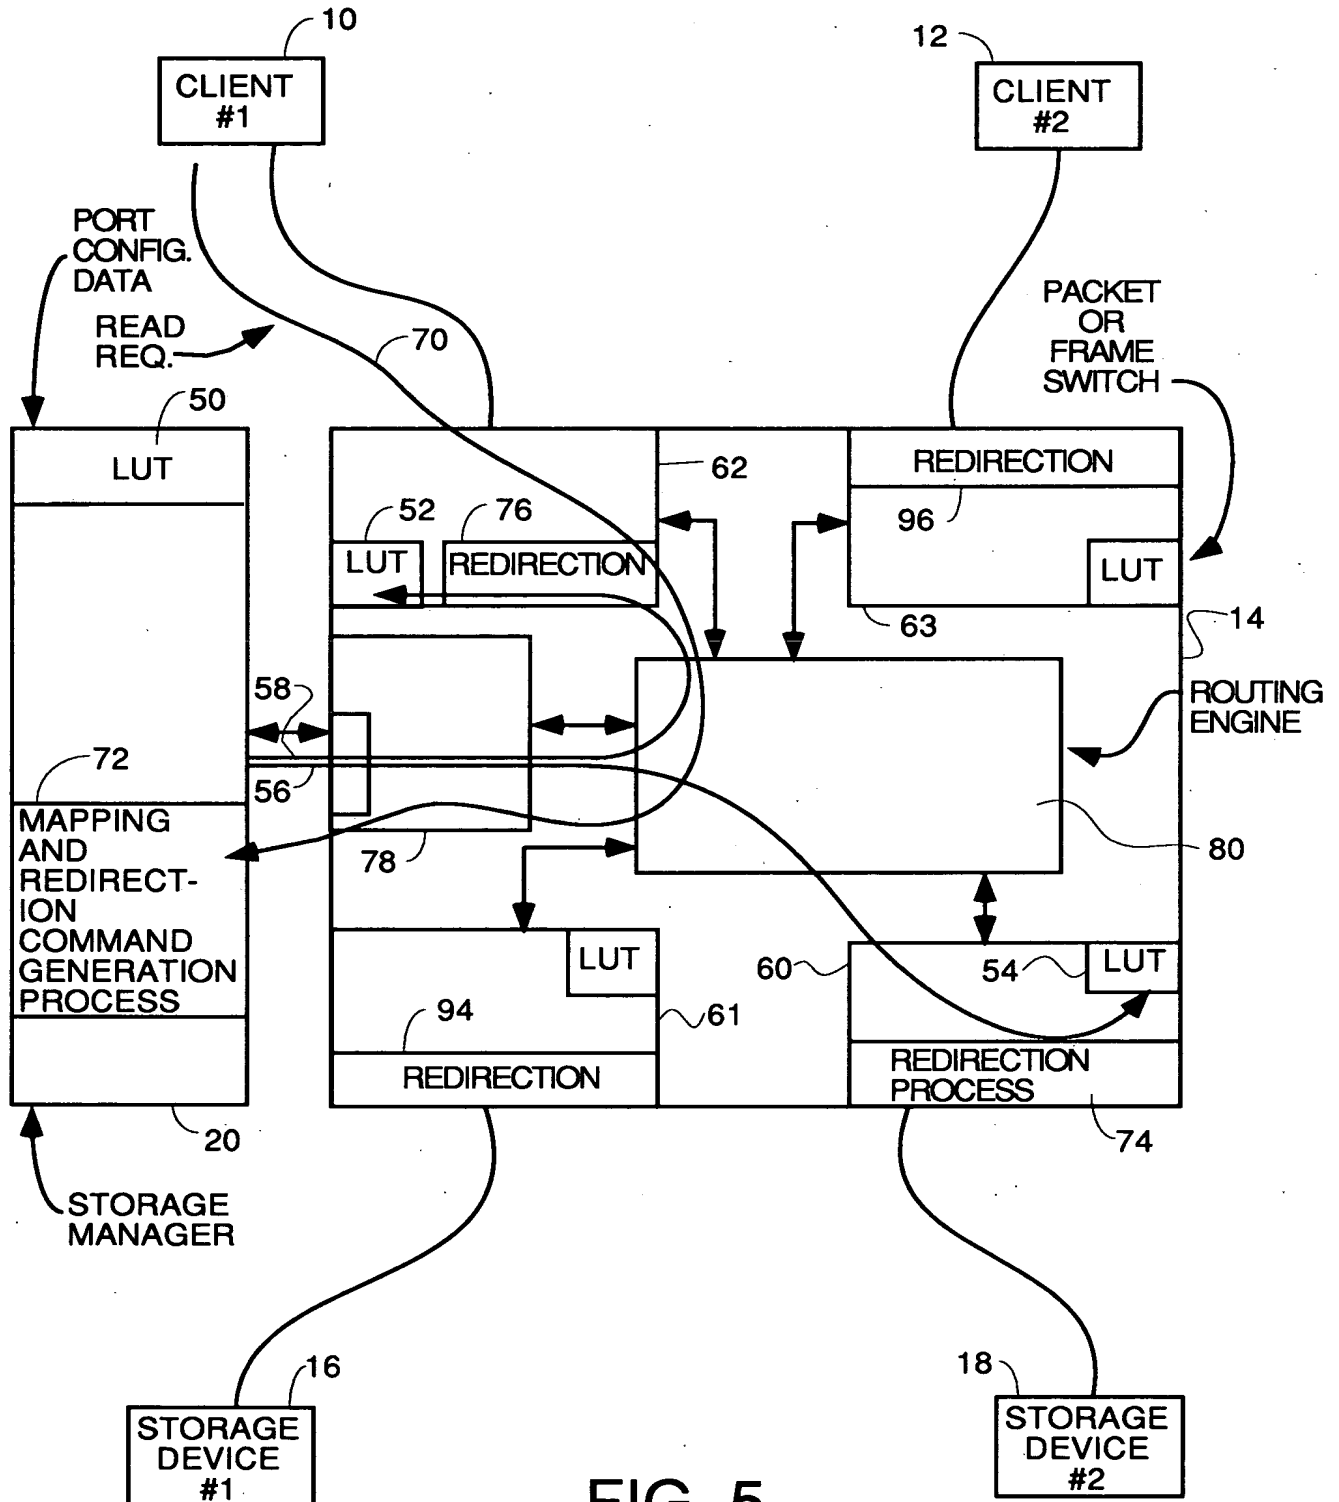 10
12
CLIENT
#1
CLIENT
#2
PORT
CONFIG.
DATA
READ
REQ.
70
PACKET
OR
FRAME
SWITCH
50
LUT
62
REDIRECTION
52
76
96
LUT
REDIRECTION
LUT
63
14
58
ROUTING
ENGINE
72
56
MAPPING
AND
REDIRECT-
ION
COMMAND
GENERATION
PROCESS
78
80
LUT
60
54
LUT
94
61
REDIRECTION
REDIRECTION
PROCESS
20
74
STORAGE
MANAGER
16
18
STORAGE
DEVICE
#1
STORAGE
DEVICE
#2
FIG. 5